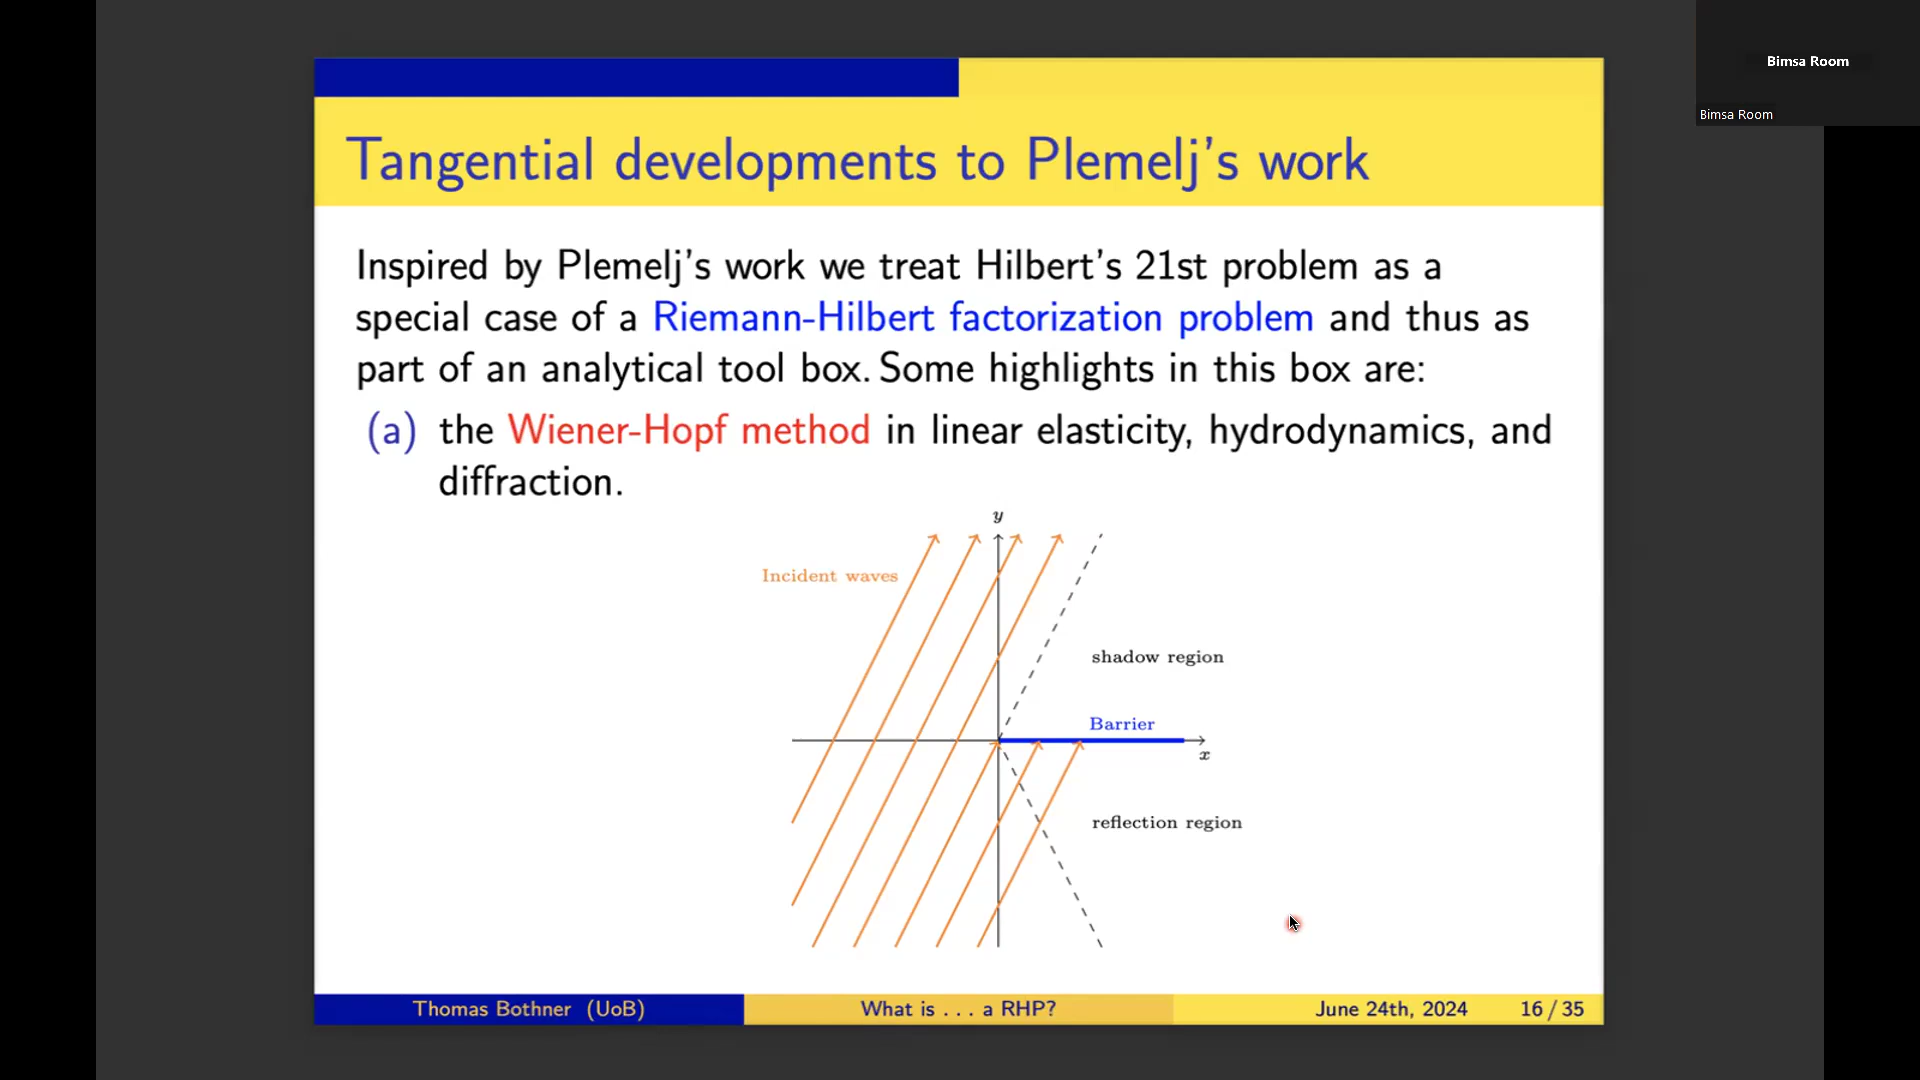 Bimsa Room
Bimsa Room
Tangential developments to Plemelj's work
Inspired by Plemelj's work we treat Hilbert's 21st problem as a
special case of a Riemann-Hilbert factorization problem and thus as
part of an analytical tool box. Some highlights in this box are:
(a) the Wiener-Hopf method in linear elasticity, hydrodynamics, and
diffraction.
y
Incident waves
shadow region
Barrier
x
reflection region
Thomas Bothner (UoB)
What is . . . a RHP?
June 24th, 2024
16 / 35